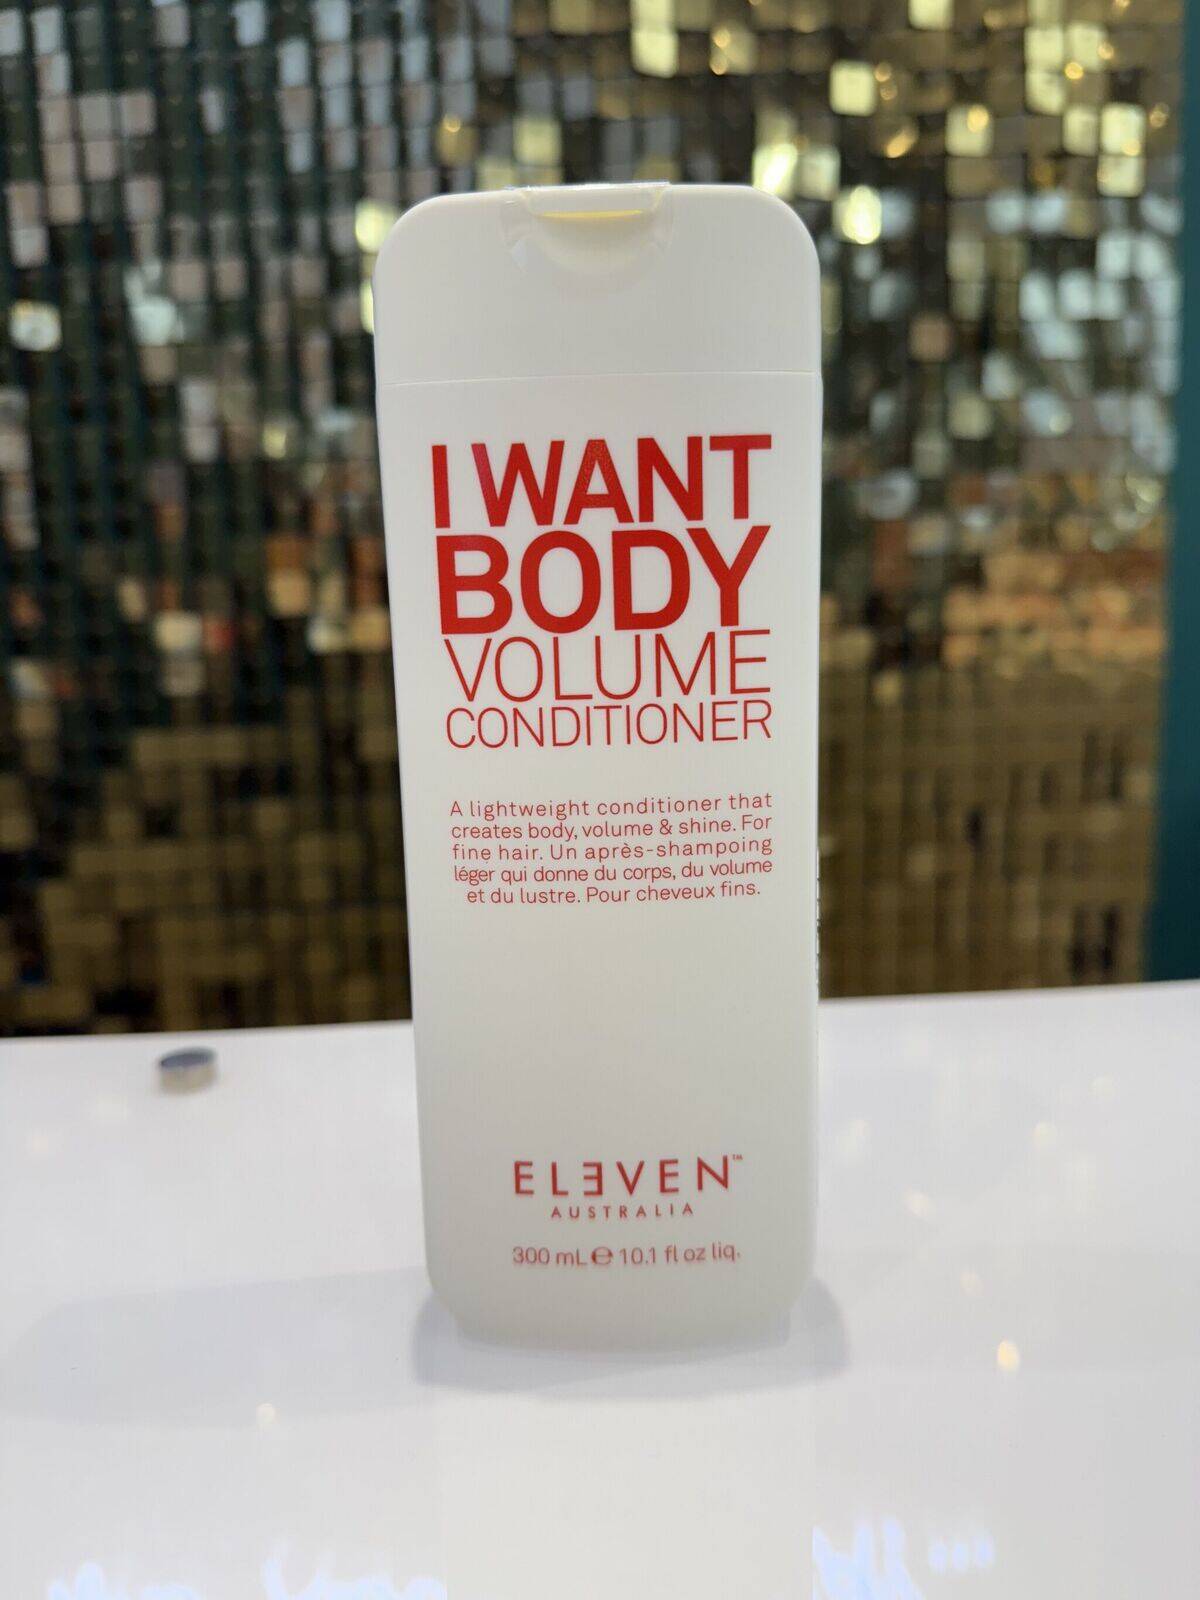 I WANT
BODY
VOLUME
CONDITIONER
A lightweight conditioner that
creates body, volume & shine. For
fine hair. Un après-shampoing
léger qui donne du corps, du volume
et du lustre. Pour cheveux fins.
ELƎVEN™
AUSTRALIA
300 mL ℮ 10.1 fl oz liq.